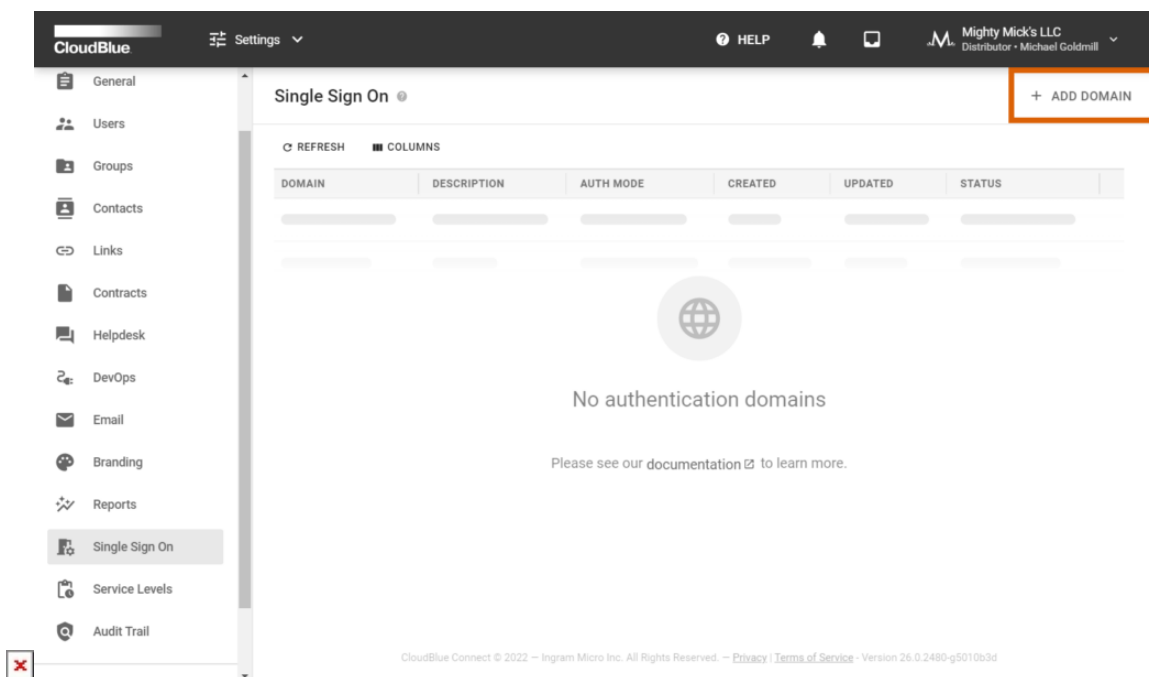 CloudBlue
Settings
HELP
Mighty Mick's LLC
Distributor • Michael Goldmill
General
Users
Groups
Contacts
Links
Contracts
Helpdesk
DevOps
Email
Branding
Reports
Single Sign On
Service Levels
Audit Trail
Single Sign On
+ ADD DOMAIN
REFRESH COLUMNS
DOMAIN DESCRIPTION AUTH MODE CREATED UPDATED STATUS
No authentication domains
Please see our documentation to learn more.
CloudBlue Connect © 2022 — Ingram Micro Inc. All Rights Reserved. — Privacy | Terms of Service - Version 26.0.2480-g5010b3d